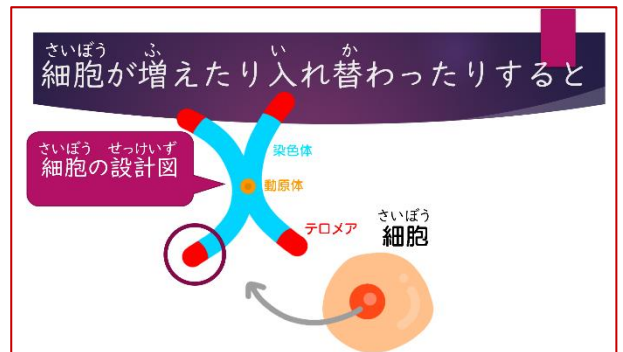 さいぼう ふ い か
細胞が増えたり入れ替わったりすると
さいぼう せっけいず
細胞の設計図
染色体
動原体
テロメア
さいぼう
細胞